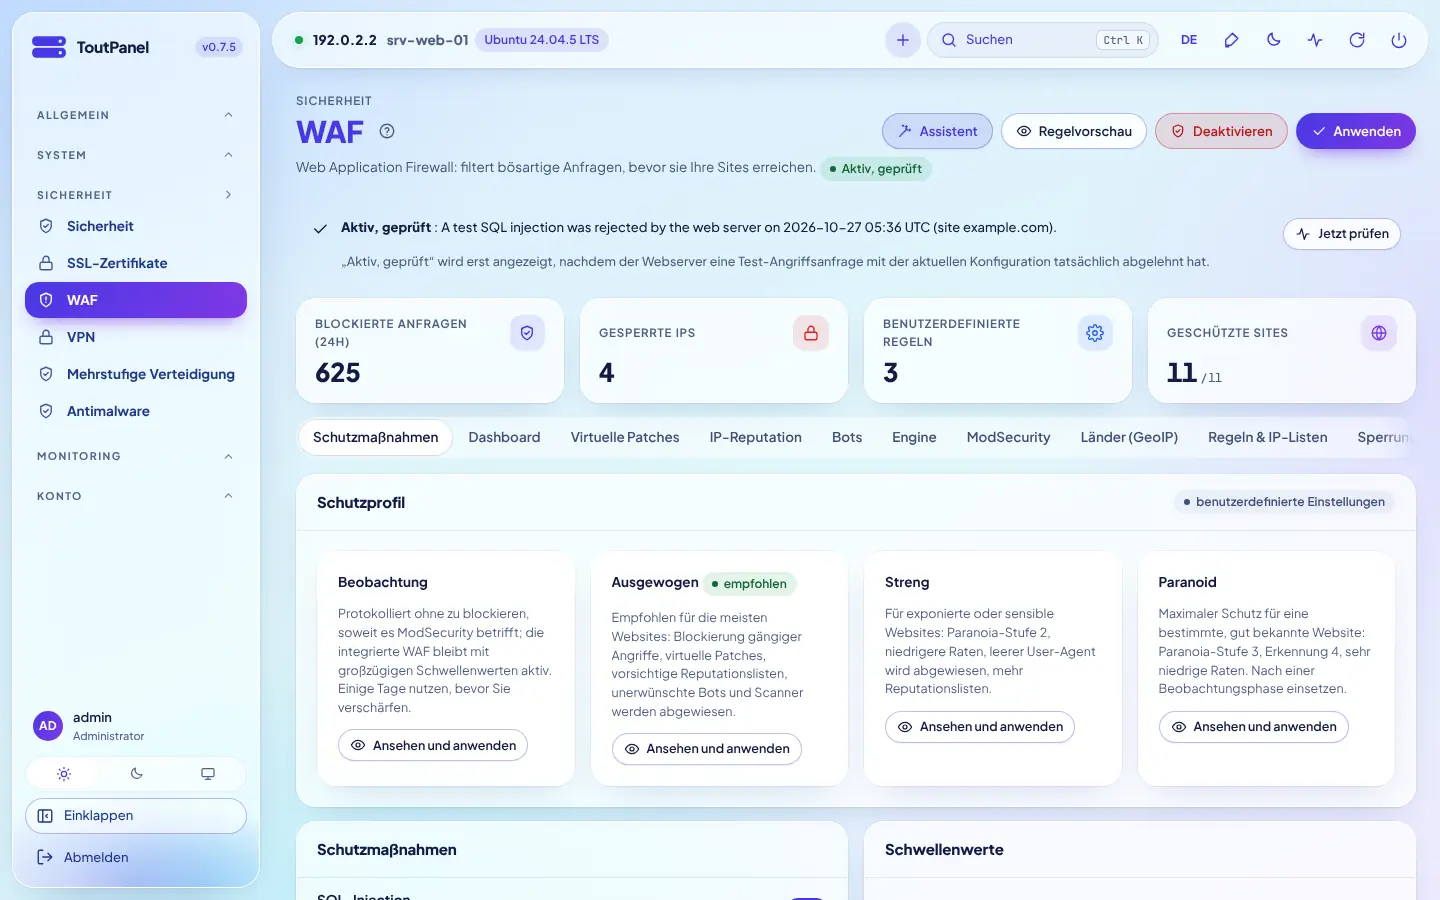 ToutPanel
v0.7.5
ALLGEMEIN
SYSTEM
SICHERHEIT
Sicherheit
SSL-Zertifikate
WAF
VPN
Mehrstufige Verteidigung
Antimalware
MONITORING
KONTO
AD
admin
Administrator
Einklappen
Abmelden
192.0.2.2 srv-web-01 Ubuntu 24.04.5 LTS
Suchen Ctrl K
DE
SICHERHEIT
WAF
Web Application Firewall: filtert bösartige Anfragen, bevor sie Ihre Sites erreichen. Aktiv, geprüft
Assistent
Regelvorschau
Deaktivieren
Anwenden
Aktiv, geprüft : A test SQL injection was rejected by the web server on 2026-10-27 05:36 UTC (site example.com).
„Aktiv, geprüft“ wird erst angezeigt, nachdem der Webserver eine Test-Angriffsanfrage mit der aktuellen Konfiguration tatsächlich abgelehnt hat.
Jetzt prüfen
BLOCKIERTE ANFRAGEN
(24H)
625
GESPERRTE IPS
4
BENUTZERDEFINIERTE
REGELN
3
GESCHÜTZTE SITES
11 / 11
Schutzmaßnahmen
Dashboard
Virtuelle Patches
IP-Reputation
Bots
Engine
ModSecurity
Länder (GeoIP)
Regeln & IP-Listen
Schutzprofil
benutzerdefinierte Einstellungen
Beobachtung
Protokolliert ohne zu blockieren,
soweit es ModSecurity betrifft; die
integrierte WAF bleibt mit
großzügigen Schwellenwerten aktiv.
Einige Tage nutzen, bevor Sie
verschärfen.
Ansehen und anwenden
Ausgewogen empfohlen
Empfohlen für die meisten
Websites: Blockierung gängiger
Angriffe, virtuelle Patches,
vorsichtige Reputationslisten,
unerwünschte Bots und Scanner
werden abgewiesen.
Ansehen und anwenden
Streng
Für exponierte oder sensible
Websites: Paranoia-Stufe 2,
niedrigere Raten, leerer User-Agent
wird abgewiesen, mehr
Reputationslisten.
Ansehen und anwenden
Paranoid
Maximaler Schutz für eine
bestimmte, gut bekannte Website:
Paranoia-Stufe 3, Erkennung 4, sehr
niedrige Raten. Nach einer
Beobachtungsphase einsetzen.
Ansehen und anwenden
Schutzmaßnahmen
SQL-Injection
Schwellenwerte